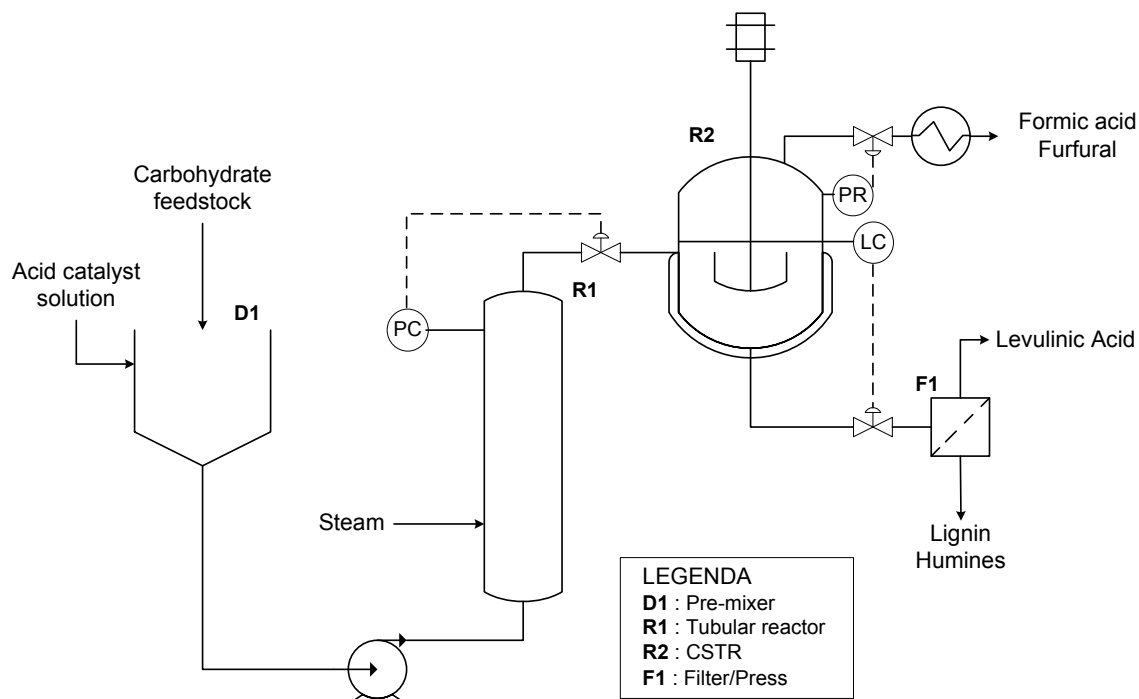 R2
Formic acid
Furfural
PR
LC
Carbohydrate
feedstock
Acid catalyst
solution
D1
R1
PC
Levulinic Acid
F1
Steam
Lignin
Humines
LEGENDA
D1 : Pre-mixer
R1 : Tubular reactor
R2 : CSTR
F1 : Filter/Press